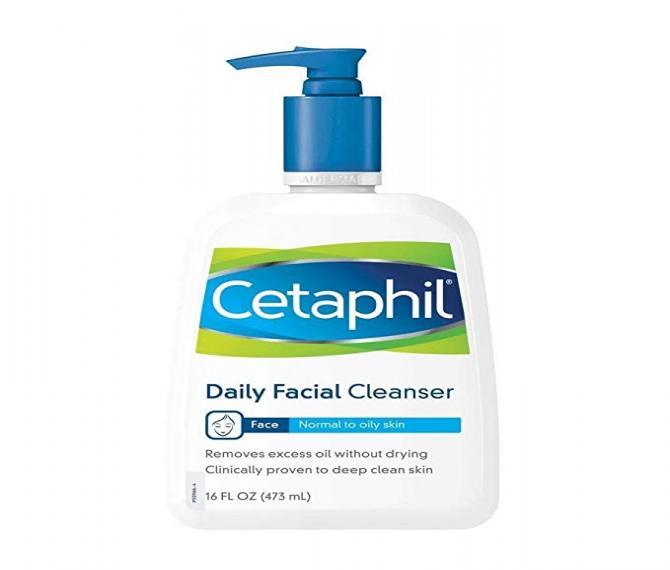 Cetaphil®
Daily Facial Cleanser
Face Normal to oily skin
Removes excess oil without drying
Clinically proven to deep clean skin
16 FL OZ (473 mL)